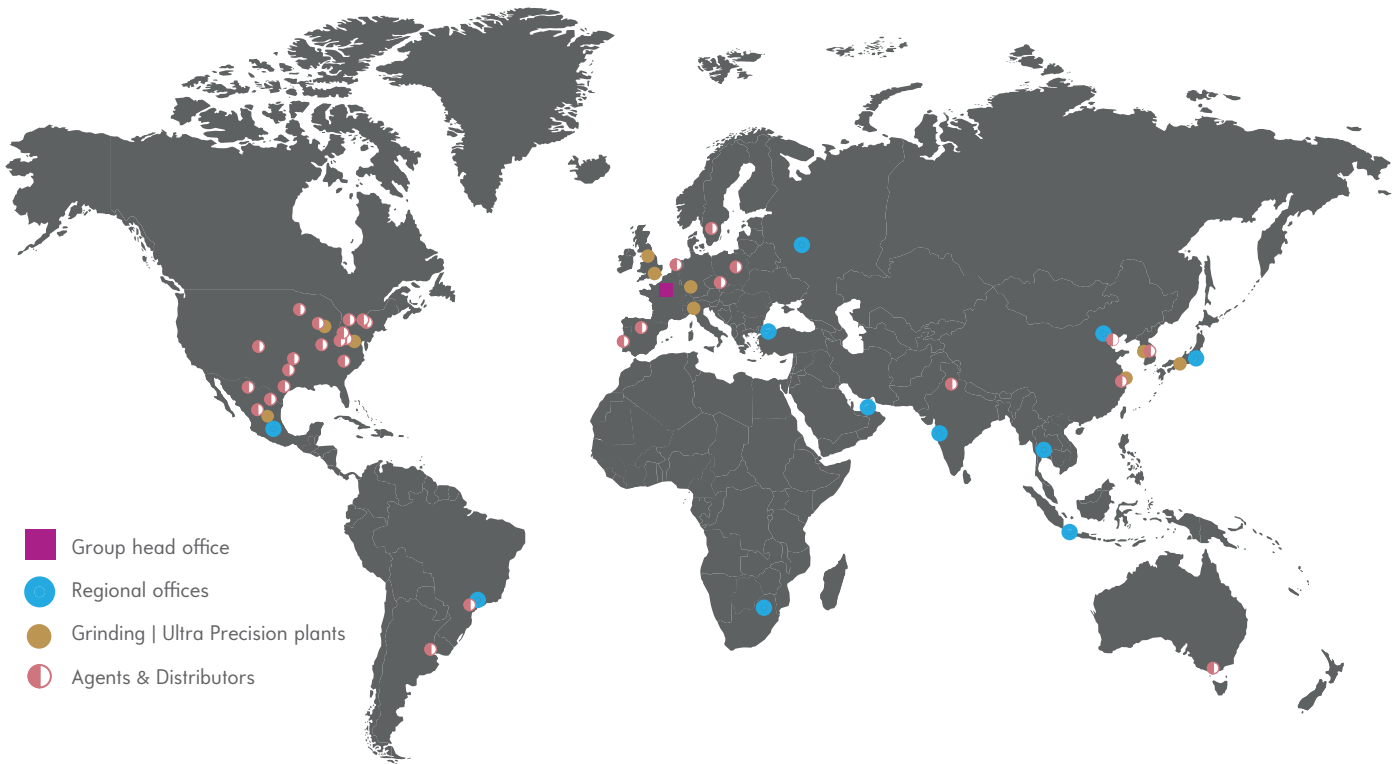 Group head office
Regional offices
Grinding | Ultra Precision plants
Agents & Distributors